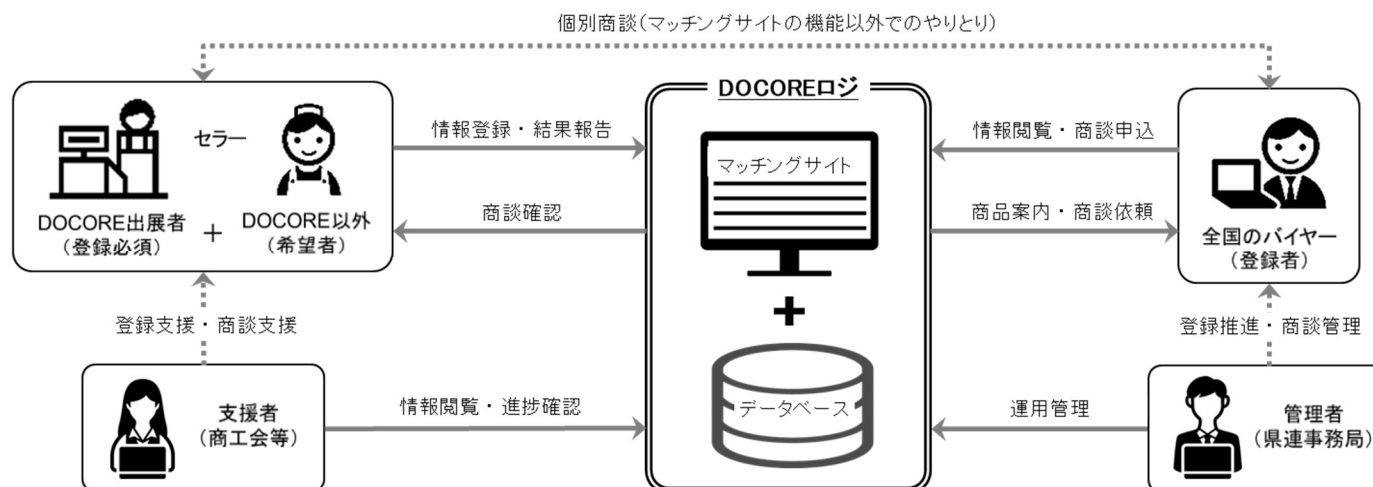 個別商談(マッチングサイトの機能以外でのやりとり)
DOCOREロジ
セラー
DOCORE出展者
(登録必須)
+
DOCORE以外
(希望者)
情報登録・結果報告
商談確認
マッチングサイト
+
データベース
情報閲覧・商談申込
商品案内・商談依頼
全国のバイヤー
(登録者)
登録支援・商談支援
登録推進・商談管理
支援者
(商工会等)
情報閲覧・進捗確認
運用管理
管理者
(県連事務局)